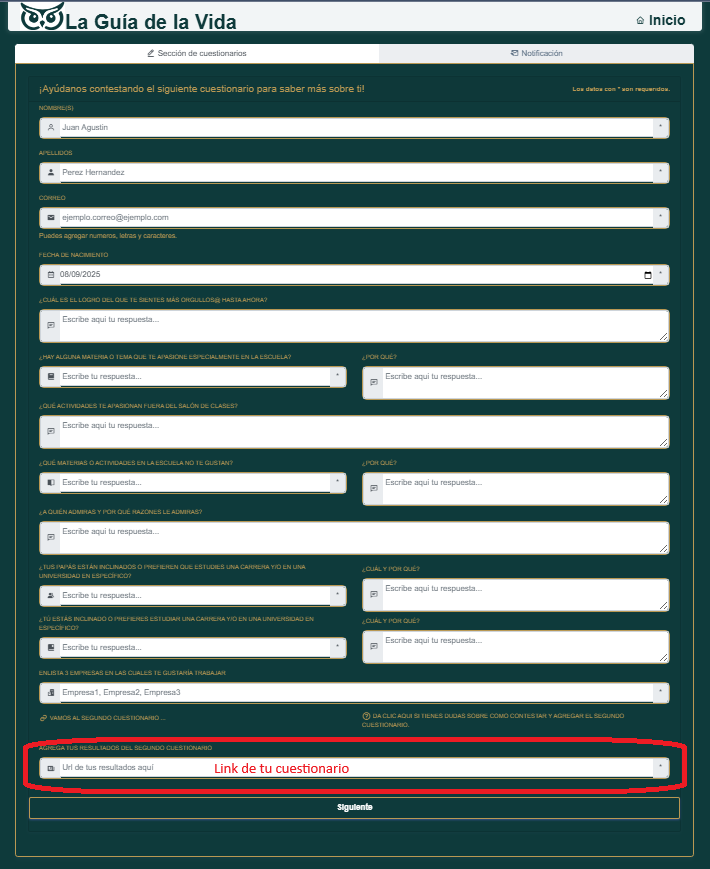 La Guía de la Vida
Inicio
Sección de cuestionarios
Notificación
¡Ayúdanos contestando el siguiente cuestionario para saber más sobre ti!
Los datos con * son requeridos.
NOMBRE(S)
Juan Agustin *
APELLIDOS
Perez Hernandez *
CORREO
ejemplo.correo@ejemplo.com *
Puedes agregar numeros, letras y caracteres.
FECHA DE NACIMIENTO
08/09/2025 *
¿CUÁL ES EL LOGRO DEL QUE TE SIENTES MÁS ORGULLOS@ HASTA AHORA?
Escribe aqui tu respuesta...
¿HAY ALGUNA MATERIA O TEMA QUE TE APASIONE ESPECIALMENTE EN LA ESCUELA?
Escribe tu respuesta... *
¿POR QUÉ?
Escribe aqui tu respuesta...
¿QUÉ ACTIVIDADES TE APASIONAN FUERA DEL SALÓN DE CLASES?
Escribe aqui tu respuesta...
¿QUÉ MATERIAS O ACTIVIDADES EN LA ESCUELA NO TE GUSTAN?
Escribe tu respuesta... *
¿POR QUÉ?
Escribe aqui tu respuesta...
¿A QUIÉN ADMIRAS Y POR QUÉ RAZONES LE ADMIRAS?
Escribe aqui tu respuesta...
¿TUS PAPÁS ESTÁN INCLINADOS O PREFIEREN QUE ESTUDIES UNA CARRERA Y/O EN UNA
UNIVERSIDAD EN ESPECÍFICO?
Escribe tu respuesta... *
¿CUÁL Y POR QUÉ?
Escribe aqui tu respuesta...
¿TÚ ESTÁS INCLINADO O PREFIERES ESTUDIAR UNA CARRERA Y/O EN UNA UNIVERSIDAD EN
ESPECÍFICO?
Escribe tu respuesta... *
¿CUÁL Y POR QUÉ?
Escribe aqui tu respuesta...
ENLISTA 3 EMPRESAS EN LAS CUALES TE GUSTARÍA TRABAJAR
Empresa1, Empresa2, Empresa3 *
VAMOS AL SEGUNDO CUESTIONARIO ...
DA CLIC AQUI SI TIENES DUDAS SOBRE COMO CONTESTAR Y AGREGAR EL SEGUNDO
CUESTIONARIO.
AGREGA TUS RESULTADOS DEL SEGUNDO CUESTIONARIO
Url de tus resultados aquí Link de tu cuestionario *
Siguiente